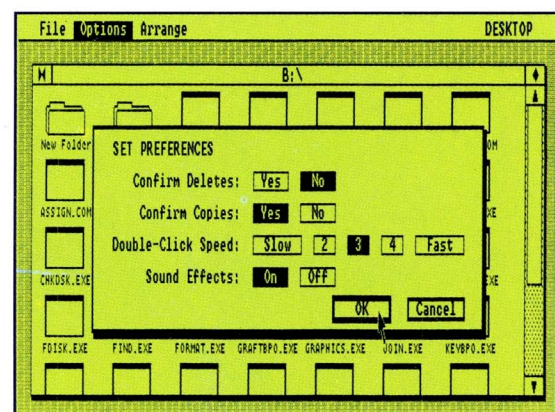 File Options Arrange DESKTOP
B:\
New Folder
SET PREFERENCES
Confirm Deletes: Yes No
ASSIGN.COM
Confirm Copies: Yes No
Double-Click Speed: Slow 2 3 4 Fast
CHKDSK.EXE
Sound Effects: On Off
OK Cancel
FDISK.EXE FIND.EXE FORMAT.EXE GRAFTBPO.EXE GRAPHICS.EXE JOIN.EXE KEYBPO.EXE